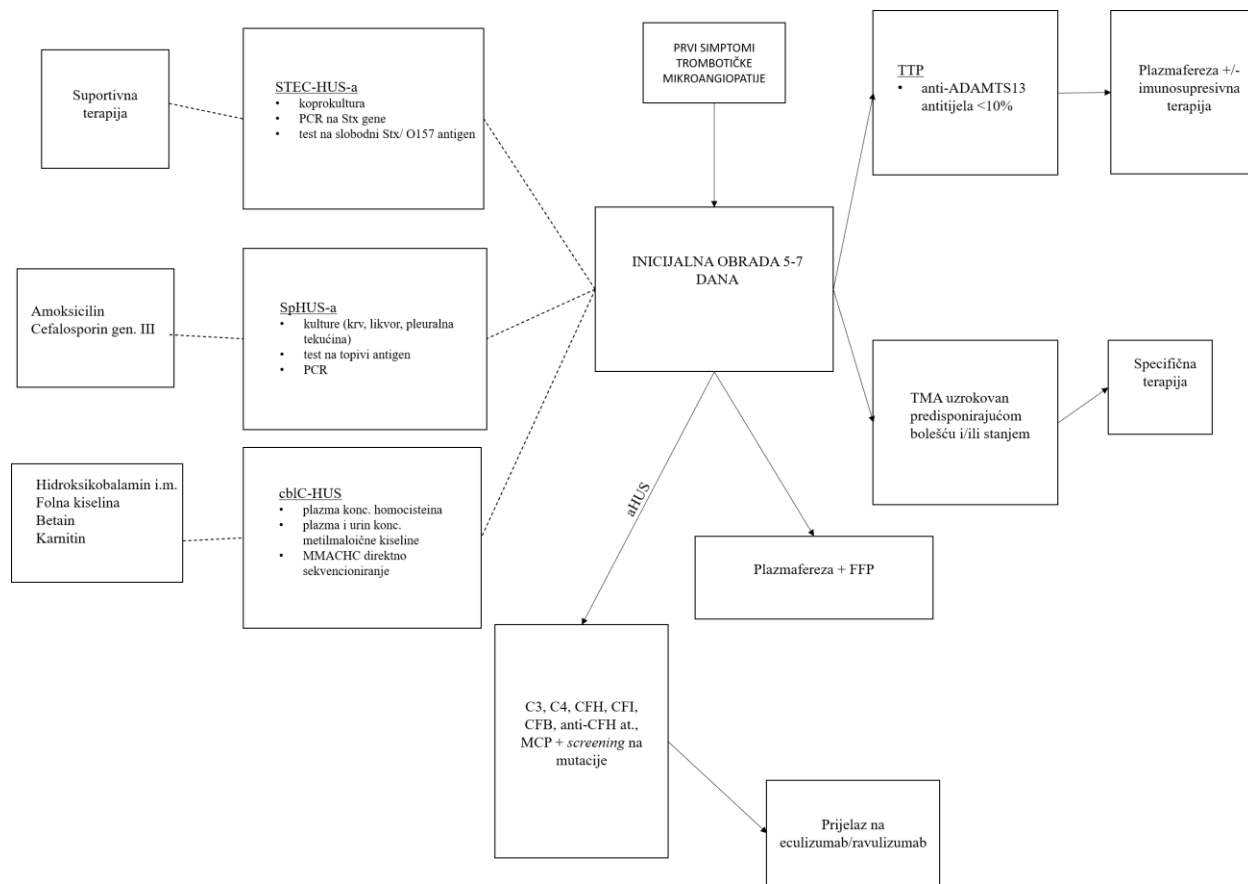 PRVI SIMPTOMI
TROMBOTIČKE
MIKROANGIOPATIJE
Suportivna
terapija
STEC-HUS-a
• koprokultura
• PCR na Stx gene
• test na slobodni Stx/ O157 antigen
TTP
• anti-ADAMTS13
antitijela <10%
Plazmafereza +/-
imunosupresivna
terapija
INICIJALNA OBRADA 5-7
DANA
Amoksicilin
Cefalosporin gen. III
SpHUS-a
• kulture (krv, likvor, pleuralna
tekućina)
• test na topivi antigen
• PCR
TMA uzrokovan
predisponirajućom
bolešću i/ili stanjem
Specifična
terapija
Hidroksikobalamin i.m.
Folna kiselina
Betain
Karnitin
cblC-HUS
• plazma konc. homocisteina
• plazma i urin konc.
metilmaloične kiseline
• MMACHC direktno
sekvencioniranje
aHUS
Plazmafereza + FFP
C3, C4, CFH, CFI,
CFB, anti-CFH at.,
MCP + screening na
mutacije
Prijelaz na
eculizumab/ravulizumab